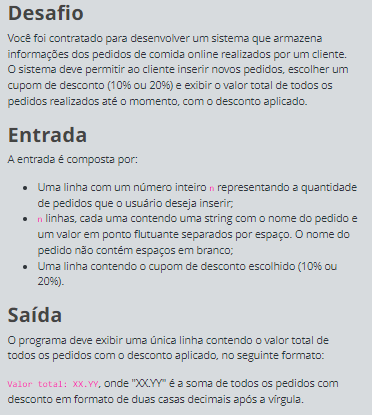 Desafio
Você foi contratado para desenvolver um sistema que armazena
informações dos pedidos de comida online realizados por um cliente.
O sistema deve permitir ao cliente inserir novos pedidos, escolher um
cupom de desconto (10% ou 20%) e exibir o valor total de todos os
pedidos realizados até o momento, com o desconto aplicado.
Entrada
A entrada é composta por:
Uma linha com um número inteiro n representando a quantidade
de pedidos que o usuário deseja inserir;
n linhas, cada uma contendo uma string com o nome do pedido e
um valor em ponto flutuante separados por espaço. O nome do
pedido não contém espaços em branco;
Uma linha contendo o cupom de desconto escolhido (10% ou
20%).
Saída
O programa deve exibir uma única linha contendo o valor total de
todos os pedidos com o desconto aplicado, no seguinte formato:
Valor total: XX.YY, onde "XX.YY" é a soma de todos os pedidos com
desconto em formato de duas casas decimais após a vírgula.